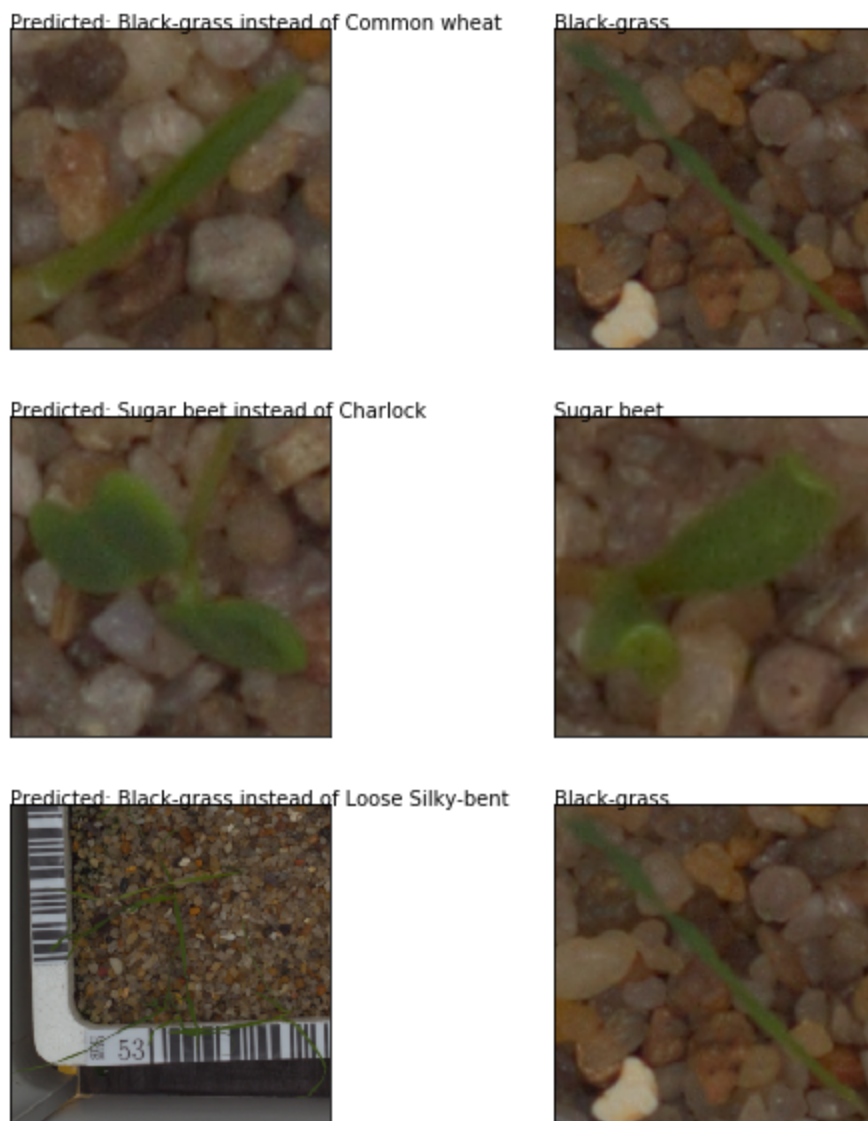 Predicted: Black-grass instead of Common wheat
Black-grass
Predicted: Sugar beet instead of Charlock
Sugar beet
Predicted: Black-grass instead of Loose Silky-bent
Black-grass
53